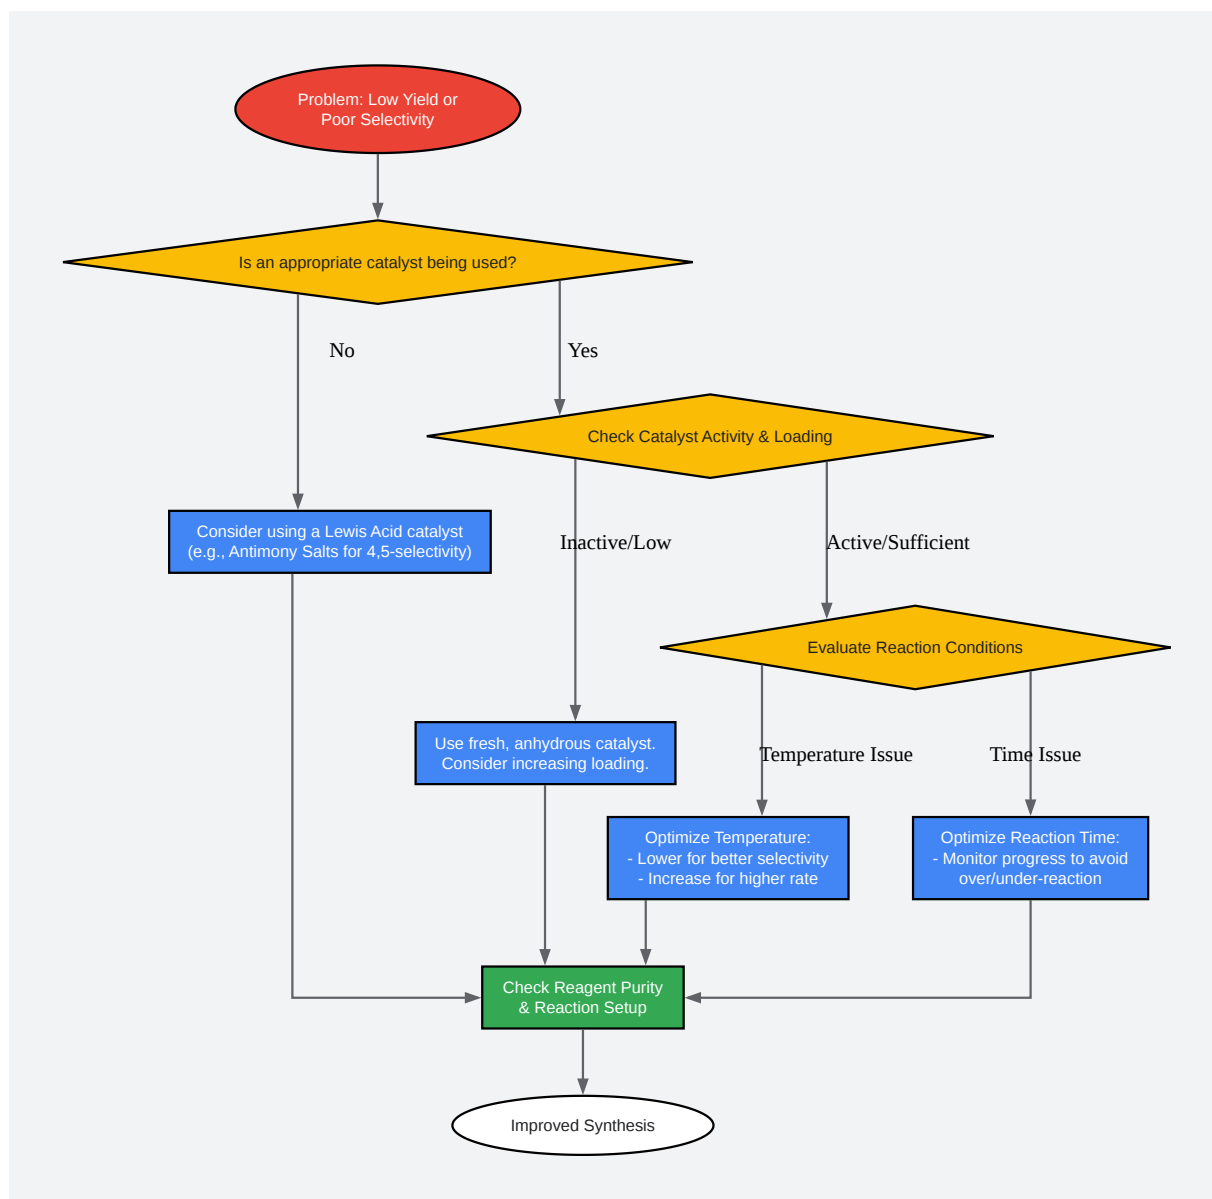 Problem: Low Yield or
Poor Selectivity
Is an appropriate catalyst being used?
No
Yes
Check Catalyst Activity & Loading
Consider using a Lewis Acid catalyst
(e.g., Antimony Salts for 4,5-selectivity)
Inactive/Low
Active/Sufficient
Evaluate Reaction Conditions
Use fresh, anhydrous catalyst.
Consider increasing loading.
Temperature Issue
Time Issue
Optimize Temperature:
- Lower for better selectivity
- Increase for higher rate
Optimize Reaction Time:
- Monitor progress to avoid
over/under-reaction
Check Reagent Purity
& Reaction Setup
Improved Synthesis